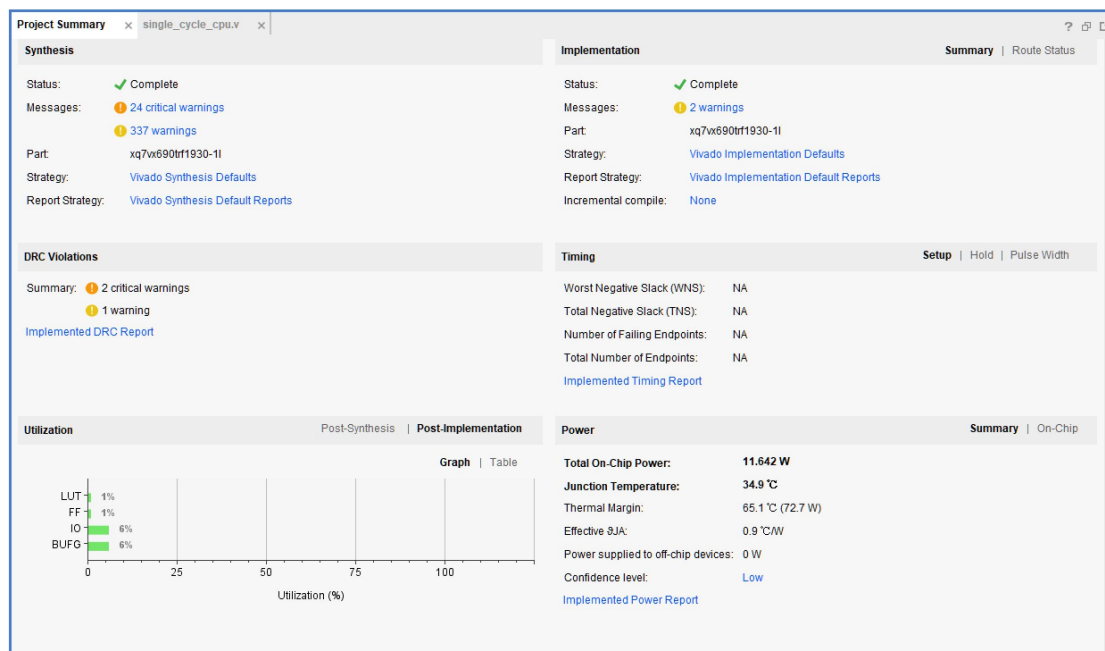 Project Summary × single_cycle_cpu.v × ?
Synthesis
Status: Complete
Messages: 24 critical warnings
337 warnings
Part: xq7vx690trf1930-1I
Strategy: Vivado Synthesis Defaults
Report Strategy: Vivado Synthesis Default Reports
Implementation Summary | Route Status
Status: Complete
Messages: 2 warnings
Part: xq7vx690trf1930-1I
Strategy: Vivado Implementation Defaults
Report Strategy: Vivado Implementation Default Reports
Incremental compile: None
DRC Violations
Summary: 2 critical warnings
1 warning
Implemented DRC Report
Timing Setup | Hold | Pulse Width
Worst Negative Slack (WNS): NA
Total Negative Slack (TNS): NA
Number of Failing Endpoints: NA
Total Number of Endpoints: NA
Implemented Timing Report
Utilization Post-Synthesis | Post-Implementation
Graph | Table
LUT 1%
FF 1%
IO 6%
BUFG 6%
0 25 50 75 100
Utilization (%)
Power Summary | On-Chip
Total On-Chip Power: 11.642 W
Junction Temperature: 34.9 °C
Thermal Margin: 65.1 °C (72.7 W)
Effective ϑJA: 0.9 °C/W
Power supplied to off-chip devices: 0 W
Confidence level: Low
Implemented Power Report